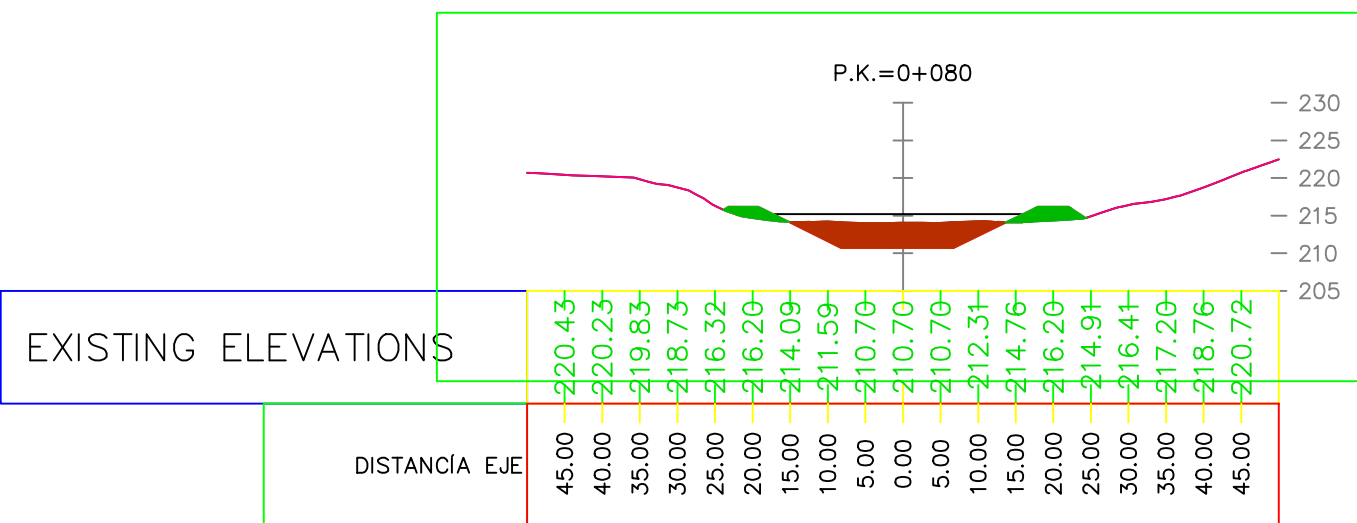 P.K.=0+080
230
225
220
215
210
205
EXISTING ELEVATIONS
220.43 220.23 219.83 218.73 216.32 216.20 214.09 211.59 210.70 210.70 210.70 212.31 214.76 216.20 214.91 216.41 217.20 218.76 220.72
DISTANCÍA EJE
45.00 40.00 35.00 30.00 25.00 20.00 15.00 10.00 5.00 0.00 5.00 10.00 15.00 20.00 25.00 30.00 35.00 40.00 45.00